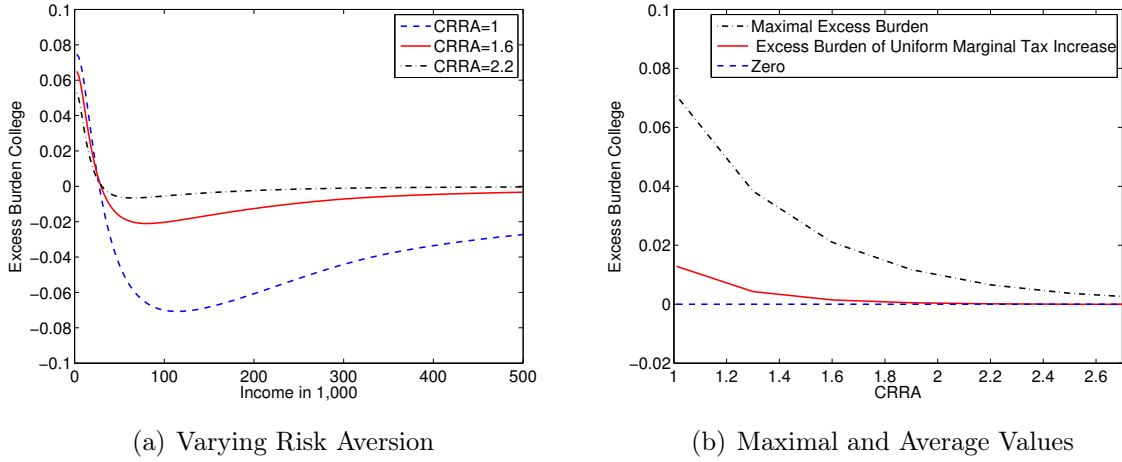 0.1
0.08
0.06
0.04
0.02
0
−0.02
−0.04
−0.06
−0.08
−0.1
Excess Burden College
CRRA=1
CRRA=1.6
CRRA=2.2
0 100 200 300 400 500
Income in 1,000
(a) Varying Risk Aversion
0.1
0.08
0.06
0.04
0.02
0
−0.02
Excess Burden College
Maximal Excess Burden
Excess Burden of Uniform Marginal Tax Increase
Zero
1 1.2 1.4 1.6 1.8 2 2.2 2.4 2.6
CRRA
(b) Maximal and Average Values